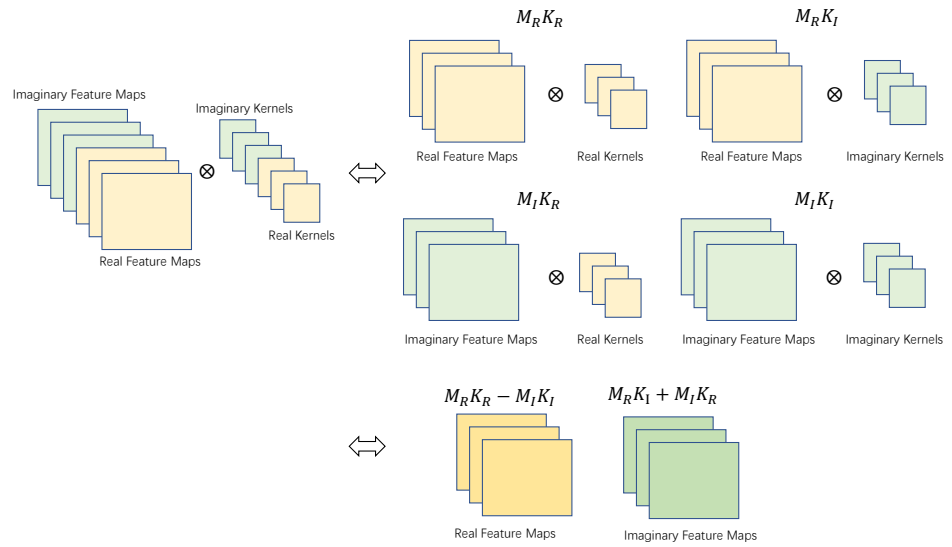 Imaginary Feature Maps
Imaginary Kernels
⊗
Real Feature Maps
Real Kernels
M_R K_R
M_R K_I
⊗
⊗
Real Feature Maps
Real Kernels
Real Feature Maps
Imaginary Kernels
M_I K_R
M_I K_I
⊗
⊗
Imaginary Feature Maps
Real Kernels
Imaginary Feature Maps
Imaginary Kernels
M_R K_R − M_I K_I
M_R K_I + M_I K_R
Real Feature Maps
Imaginary Feature Maps